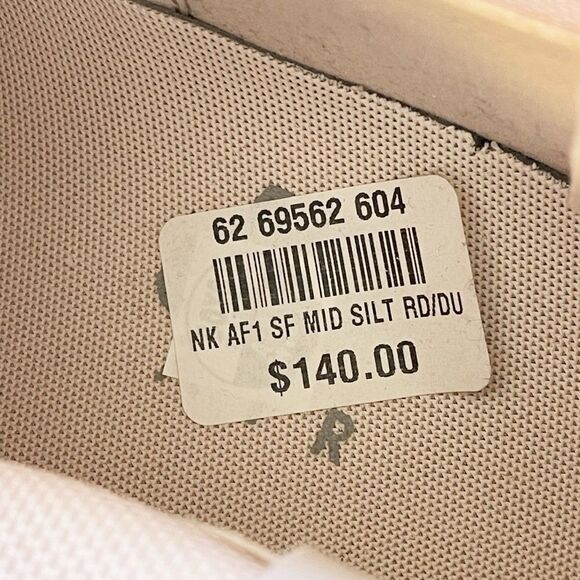 62 69562 604
NK AF1 SF MID SILT RD/DU
$140.00
R